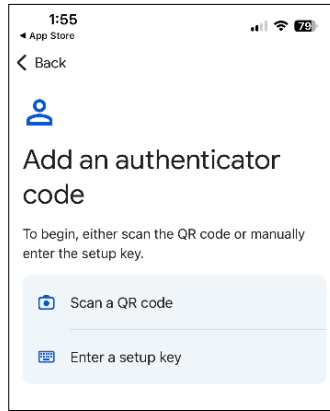 1:55
79
◀ App Store
Back
Add an authenticator
code
To begin, either scan the QR code or manually
enter the setup key.
Scan a QR code
Enter a setup key